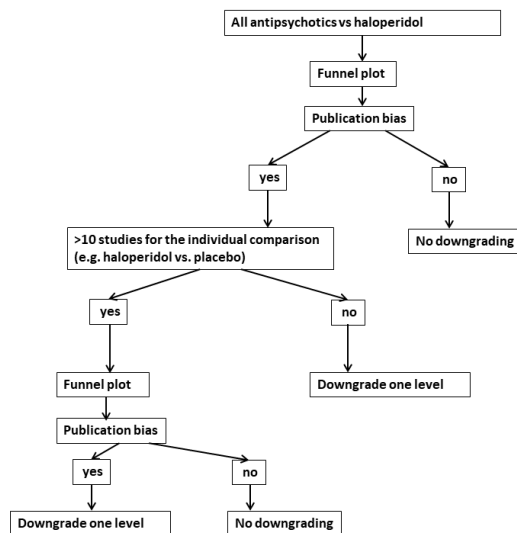 All antipsychotics vs haloperidol
Funnel plot
Publication bias
yes
no
>10 studies for the individual comparison
(e.g. haloperidol vs. placebo)
No downgrading
yes
no
Funnel plot
Downgrade one level
Publication bias
yes
no
Downgrade one level
No downgrading